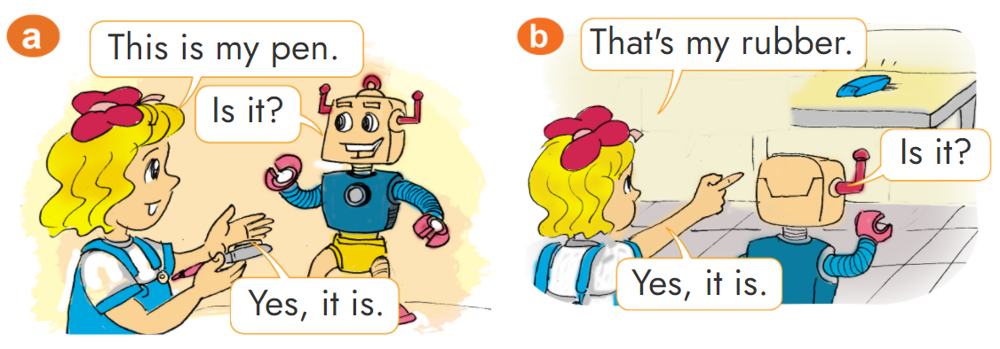 a
This is my pen.
Is it?
Yes, it is.
b
That's my rubber.
Is it?
Yes, it is.